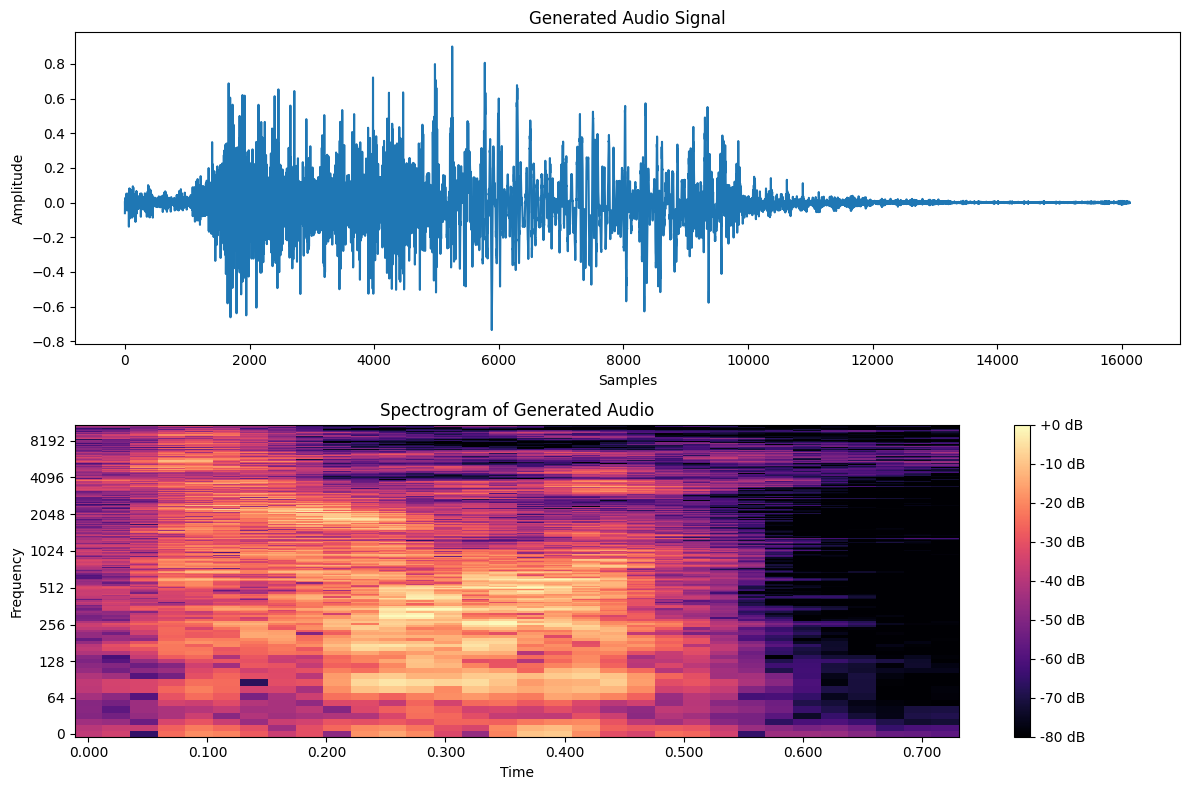 Generated Audio Signal
0.8
0.6
0.4
0.2
0.0
−0.2
−0.4
−0.6
−0.8
Amplitude
0 2000 4000 6000 8000 10000 12000 14000 16000
Samples
Spectrogram of Generated Audio
8192
4096
2048
1024
512
256
128
64
0
Frequency
0.000 0.100 0.200 0.300 0.400 0.500 0.600 0.700
Time
+0 dB
-10 dB
-20 dB
-30 dB
-40 dB
-50 dB
-60 dB
-70 dB
-80 dB